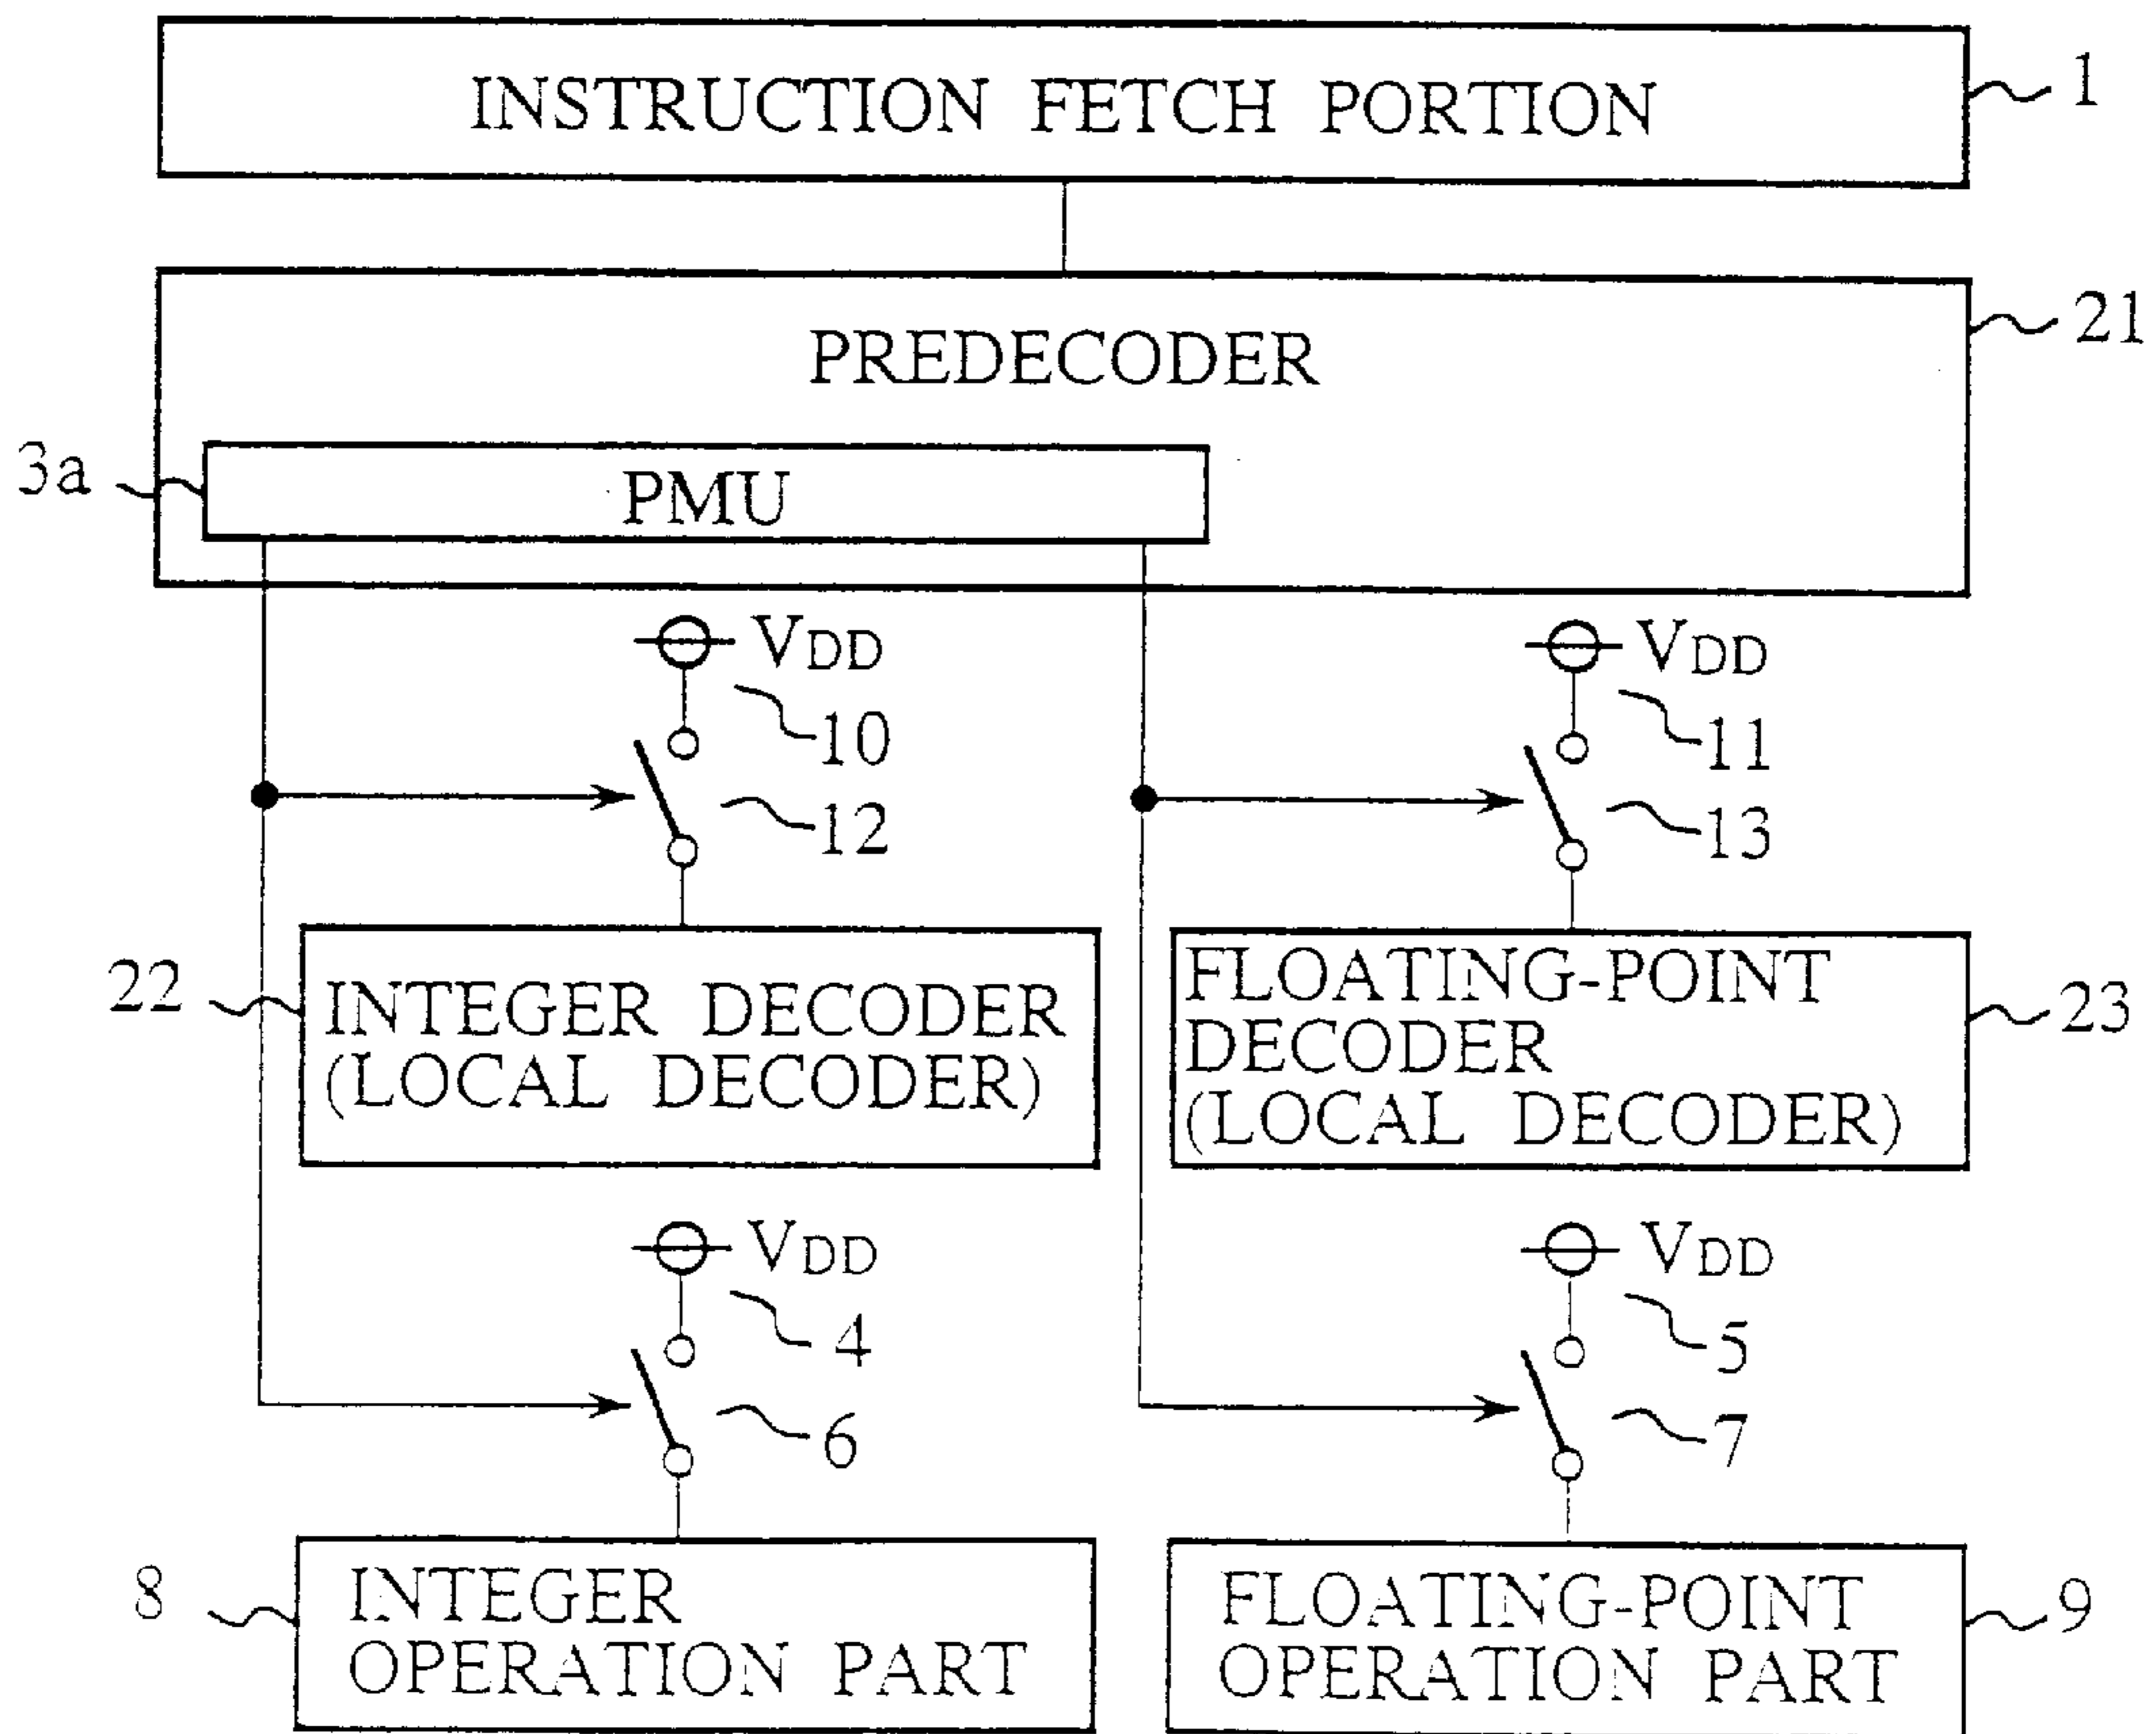 INSTRUCTION FETCH PORTION
1
PREDECODER
21
3a
PMU
VDD
10
12
VDD
11
13
22
INTEGER DECODER
(LOCAL DECODER)
FLOATING-POINT
DECODER
(LOCAL DECODER)
23
VDD
4
6
VDD
5
7
8
INTEGER
OPERATION PART
FLOATING-POINT
OPERATION PART
9